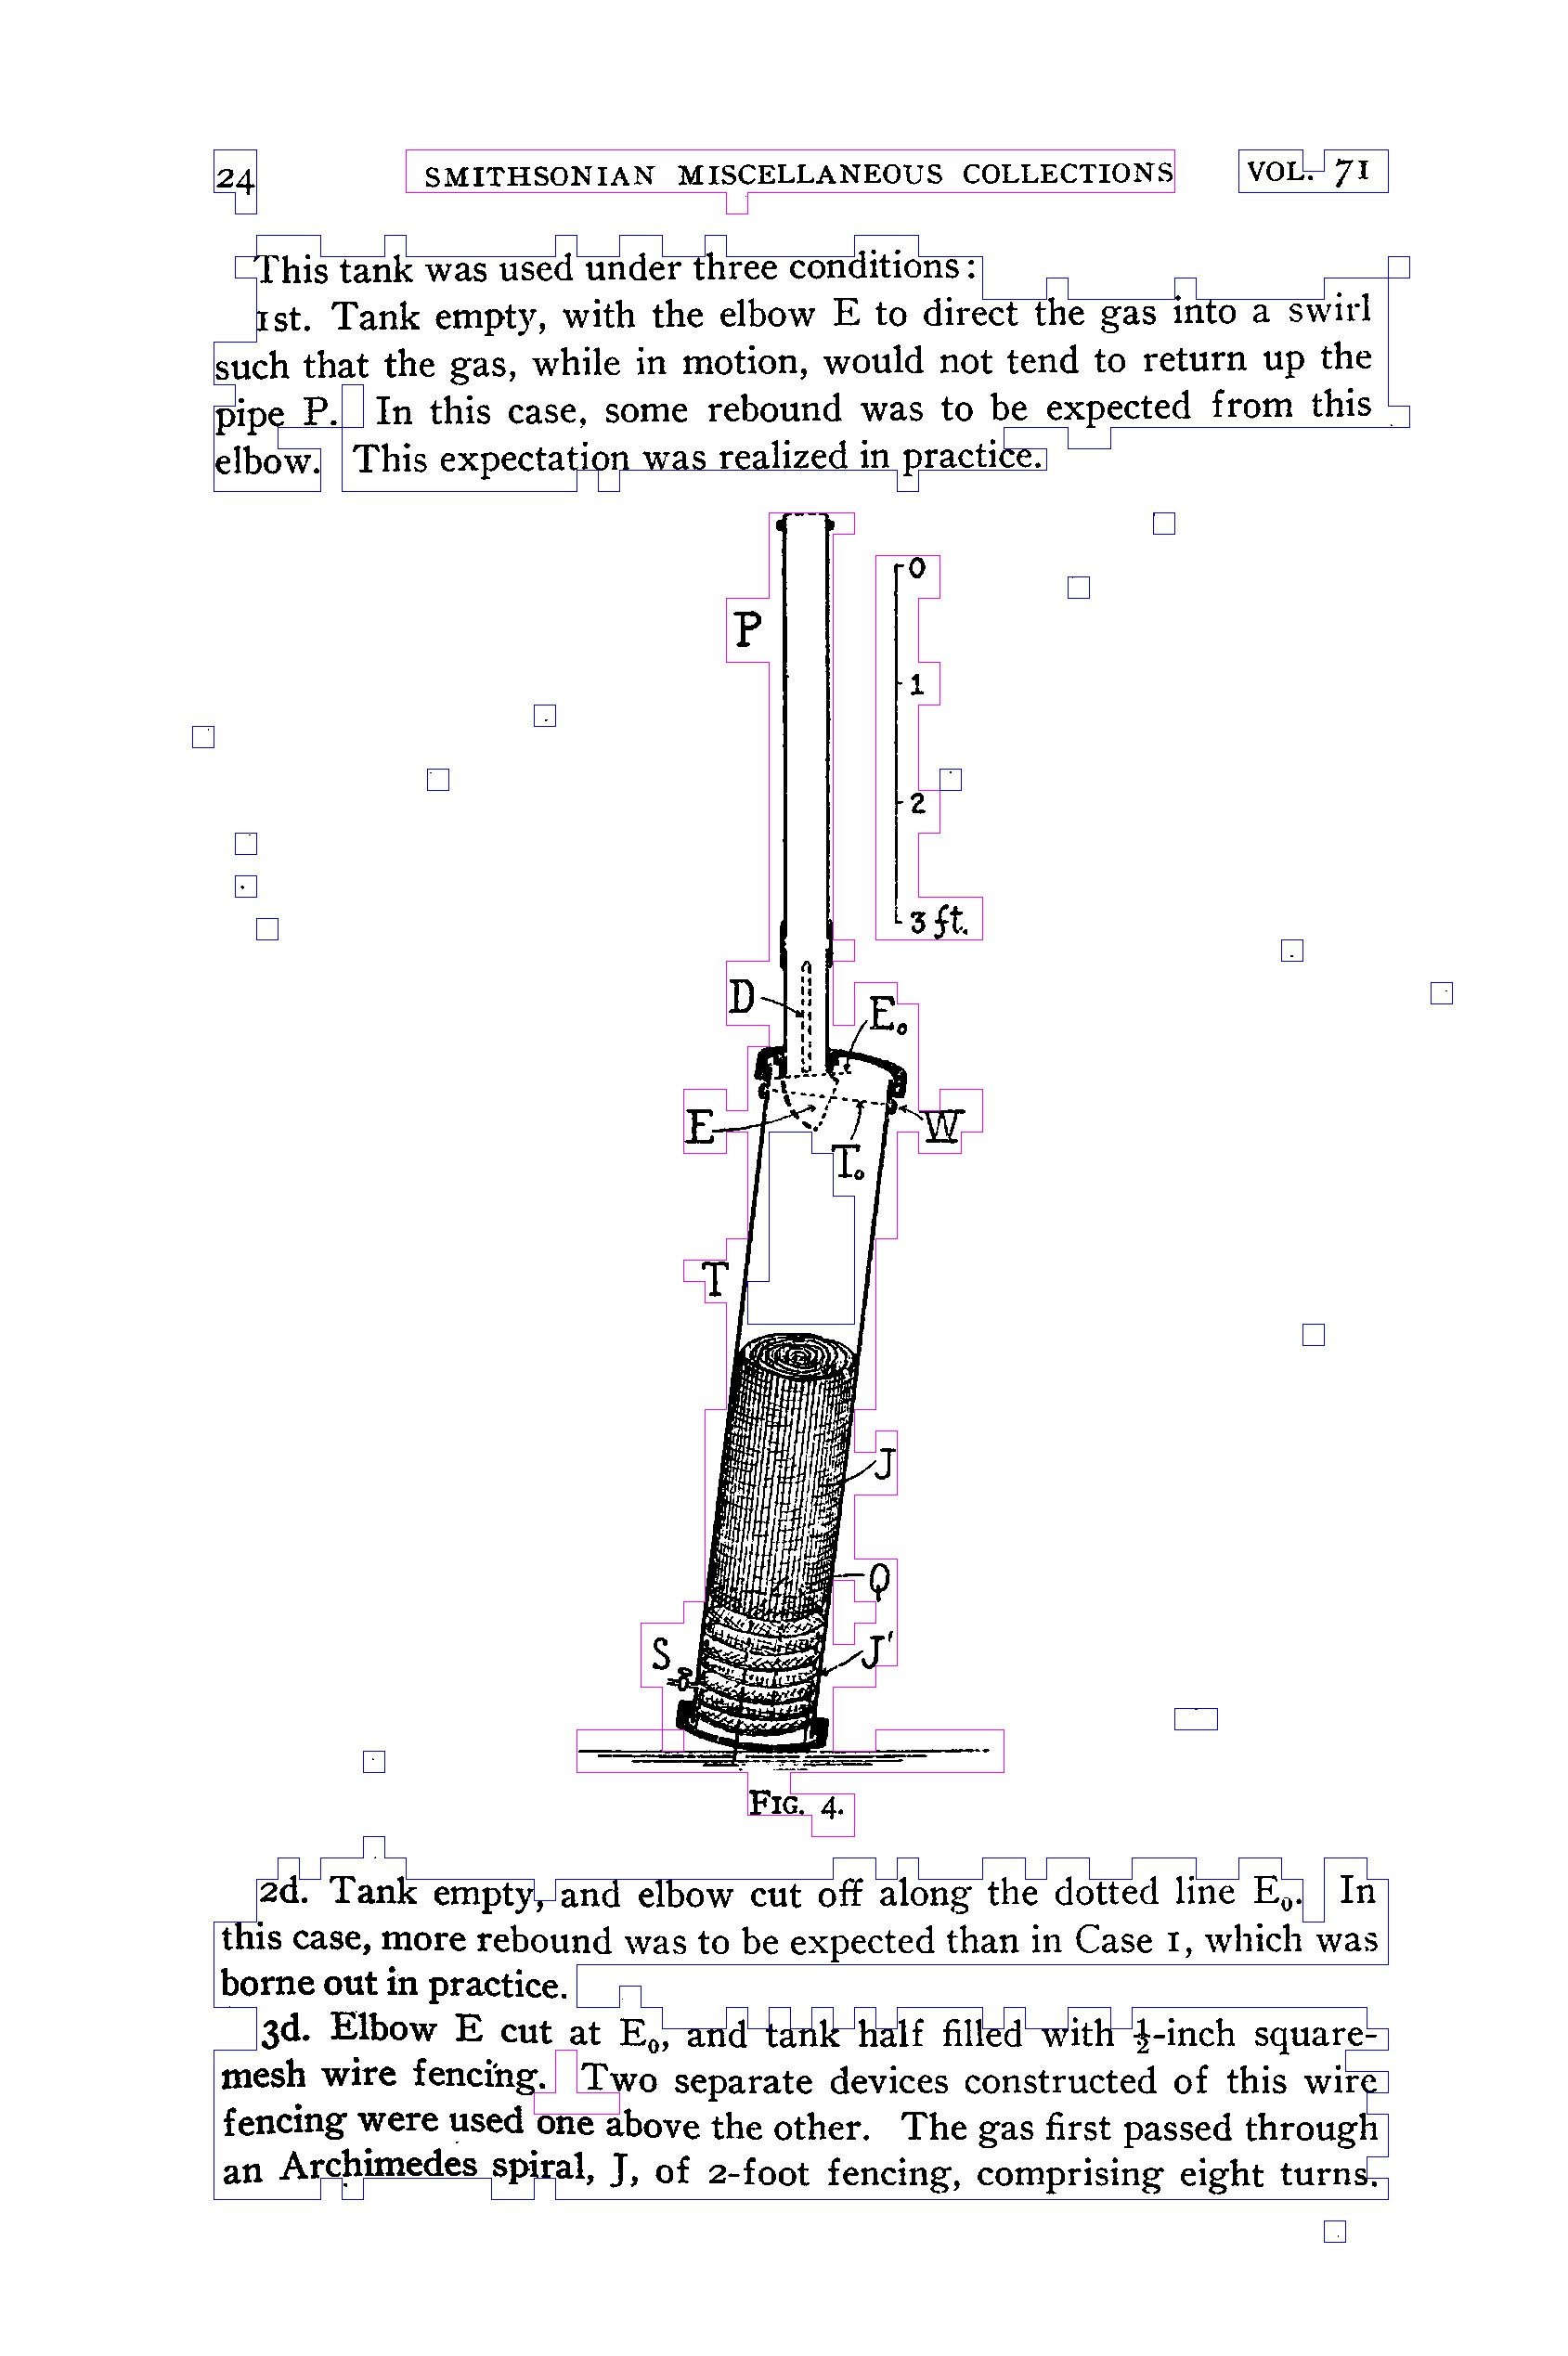 24 SMITHSONIAN MISCELLANEOUS COLLECTIONS VOL. 71
This tank was used under three conditions:
1st. Tank empty, with the elbow E to direct the gas into a swirl
such that the gas, while in motion, would not tend to return up the
pipe P. In this case, some rebound was to be expected from this
elbow. This expectation was realized in practice.
0
P
1
2
3 ft.
D
E₀
E
W
T₀
T
J
Q
S
J'
FIG. 4.
2d. Tank empty, and elbow cut off along the dotted line E₀. In
this case, more rebound was to be expected than in Case 1, which was
borne out in practice.
3d. Elbow E cut at E₀, and tank half filled with ½-inch square-
mesh wire fencing. Two separate devices constructed of this wire
fencing were used one above the other. The gas first passed through
an Archimedes spiral, J, of 2-foot fencing, comprising eight turns.